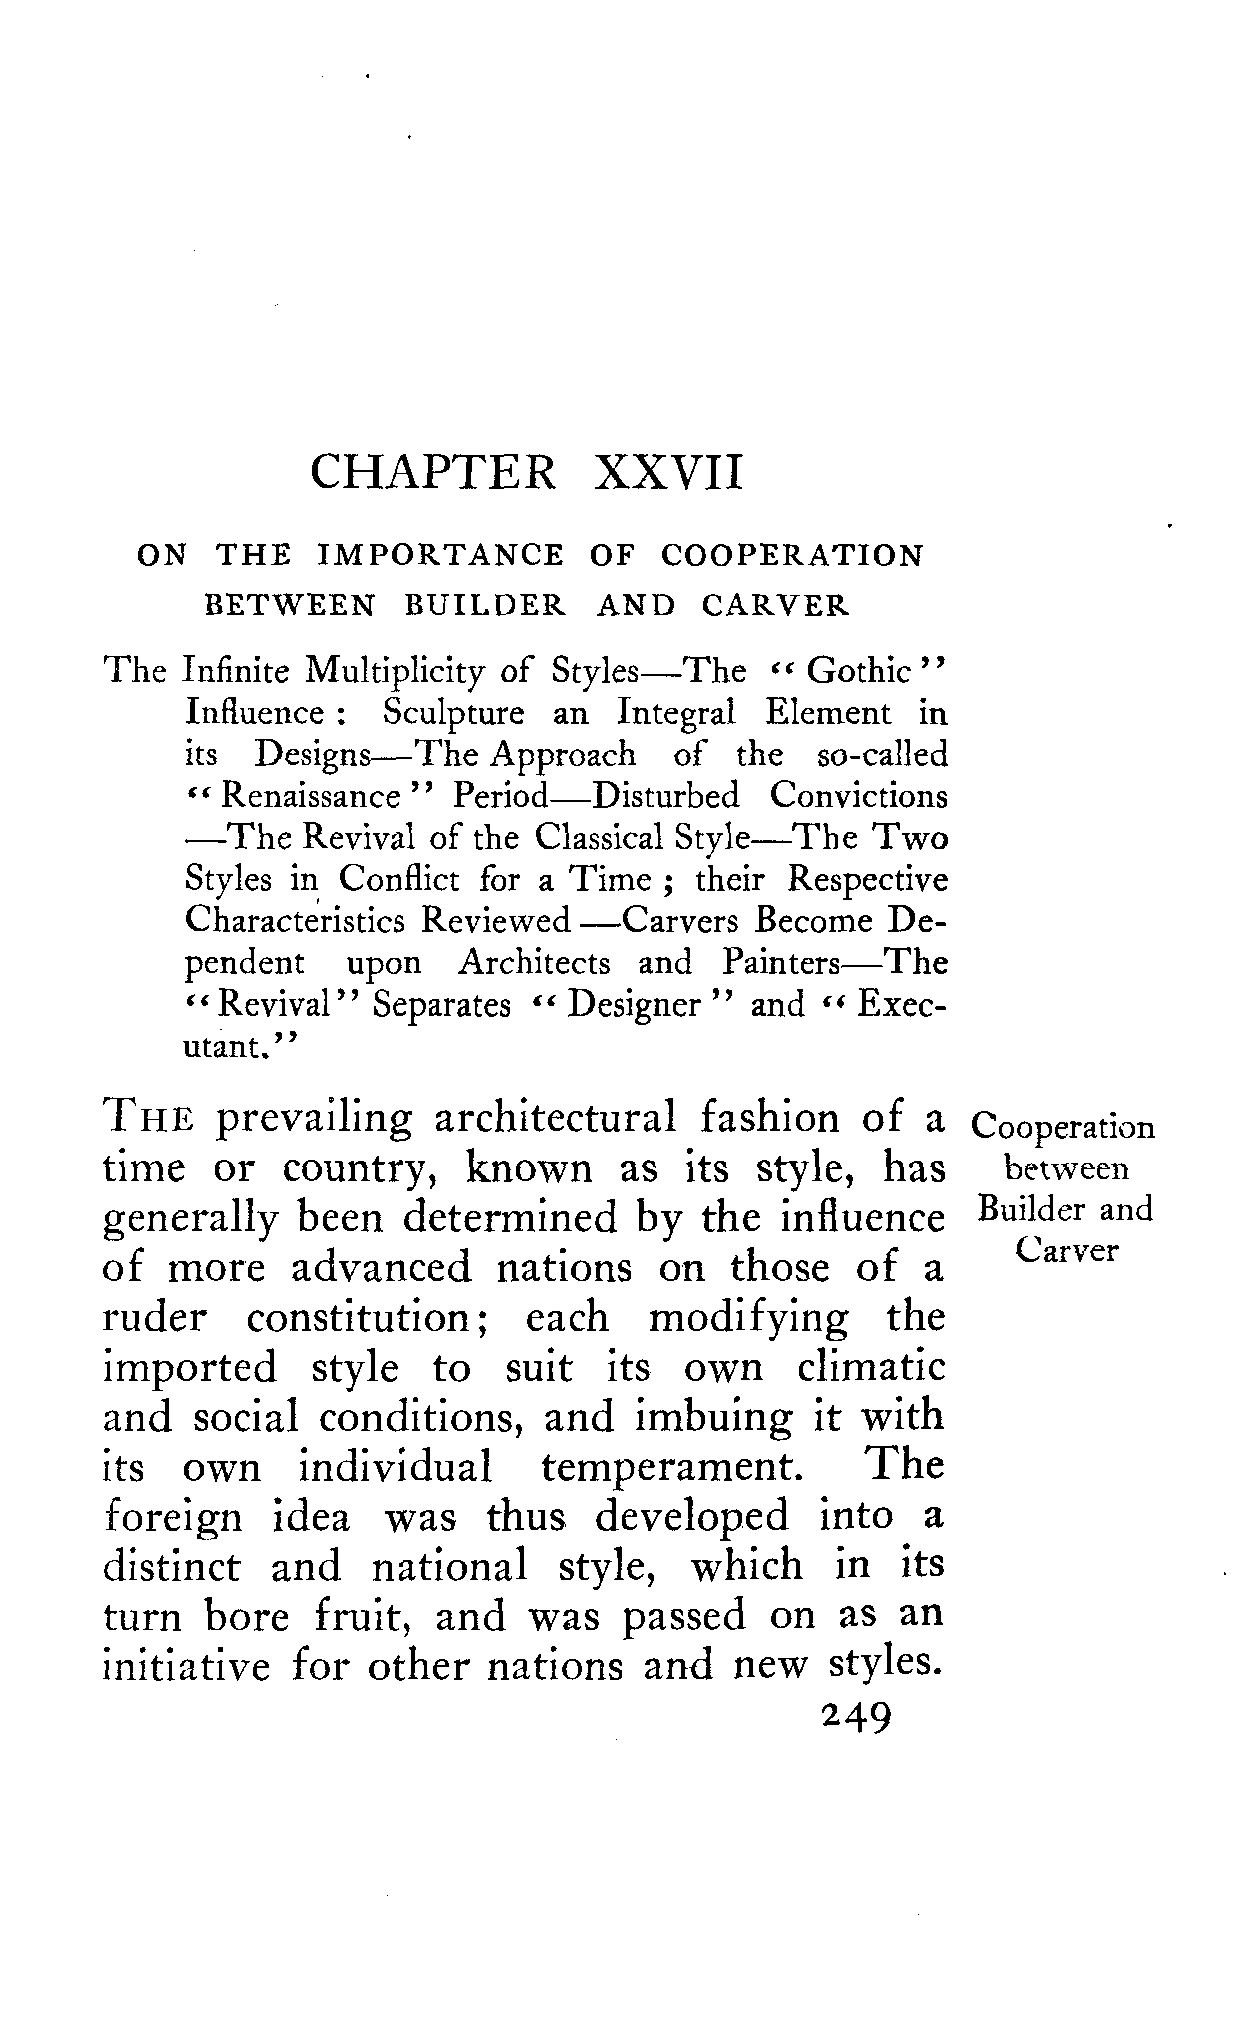 CHAPTER XXVII
ON THE IMPORTANCE OF COOPERATION
BETWEEN BUILDER AND CARVER
The Infinite Multiplicity of Styles—The “Gothic”
Influence : Sculpture an Integral Element in
its Designs—The Approach of the so-called
“Renaissance” Period—Disturbed Convictions
—The Revival of the Classical Style—The Two
Styles in Conflict for a Time ; their Respective
Characteristics Reviewed—Carvers Become De-
pendent upon Architects and Painters—The
“Revival” Separates “Designer” and “Exec-
utant.”
THE prevailing architectural fashion of a
time or country, known as its style, has
generally been determined by the influence
of more advanced nations on those of a
ruder constitution; each modifying the
imported style to suit its own climatic
and social conditions, and imbuing it with
its own individual temperament. The
foreign idea was thus developed into a
distinct and national style, which in its
turn bore fruit, and was passed on as an
initiative for other nations and new styles.
Cooperation
between
Builder and
Carver
249